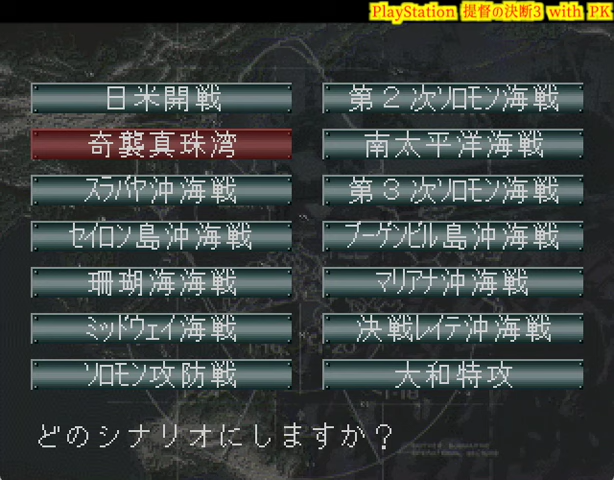 PlayStation 提督の決断3 with PK
日米開戦
奇襲真珠湾
スラバヤ沖海戦
セイロン島沖海戦
珊瑚海海戦
ミッドウェイ海戦
ソロモン攻防戦
第2次ソロモン海戦
南太平洋海戦
第3次ソロモン海戦
ブーゲンビル島沖海戦
マリアナ沖海戦
決戦レイテ沖海戦
大和特攻
どのシナリオにしますか?